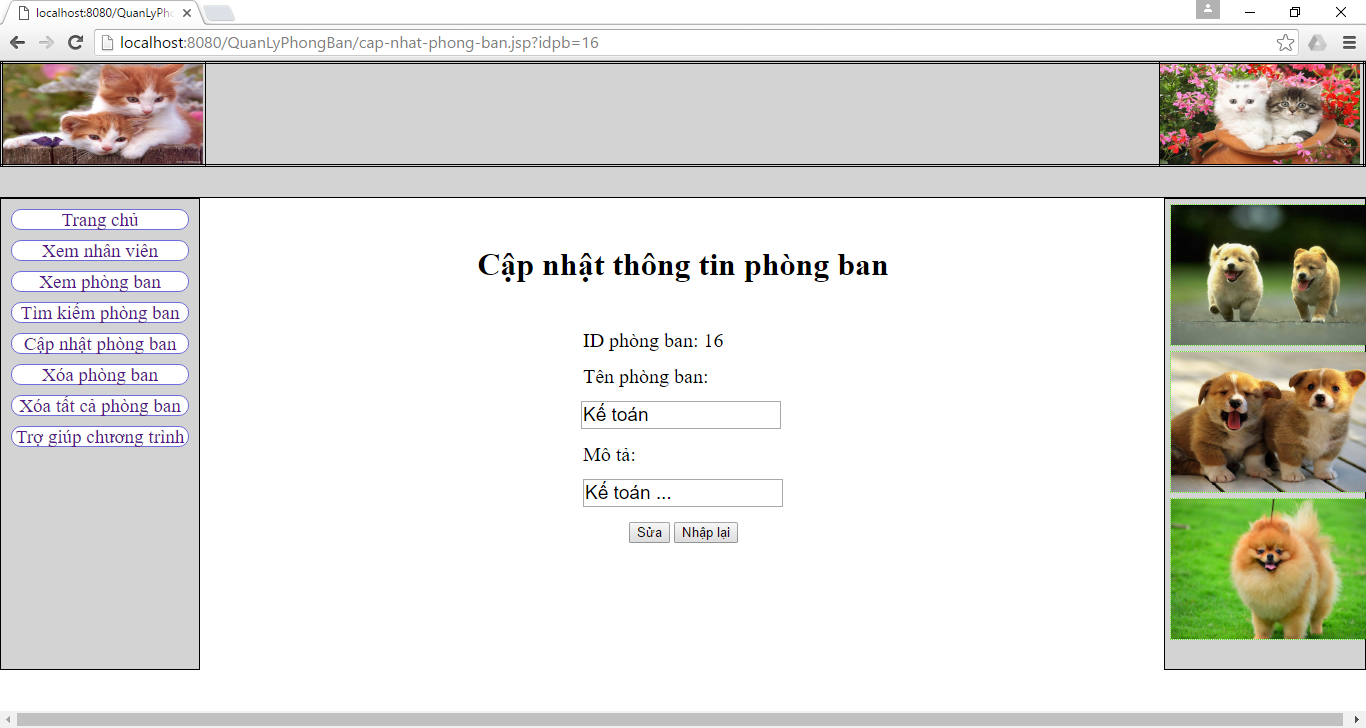 localhost:8080/QuanLyPh
localhost:8080/QuanLyPhongBan/cap-nhat-phong-ban.jsp?idpb=16
Trang chủ
Xem nhân viên
Xem phòng ban
Tìm kiếm phòng ban
Cập nhật phòng ban
Xóa phòng ban
Xóa tất cả phòng ban
Trợ giúp chương trình
Cập nhật thông tin phòng ban
ID phòng ban: 16
Tên phòng ban:
Kế toán
Mô tả:
Kế toán ...
Sửa Nhập lại